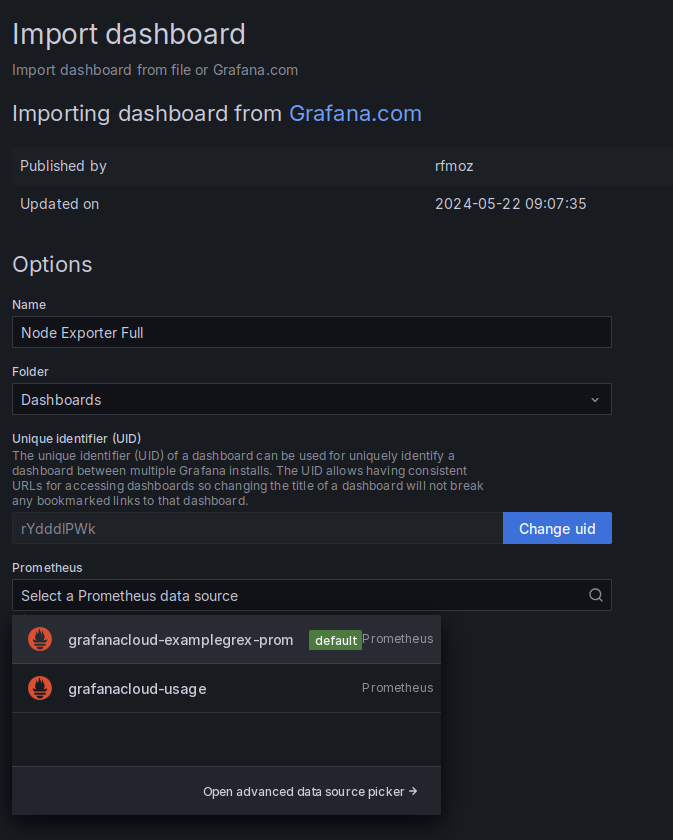 Import dashboard
Import dashboard from file or Grafana.com
Importing dashboard from Grafana.com
Published by rfmoz
Updated on 2024-05-22 09:07:35
Options
Name
Node Exporter Full
Folder
Dashboards
Unique identifier (UID)
The unique identifier (UID) of a dashboard can be used for uniquely identify a
dashboard between multiple Grafana installs. The UID allows having consistent
URLs for accessing dashboards so changing the title of a dashboard will not break
any bookmarked links to that dashboard.
rYdddlPWk Change uid
Prometheus
Select a Prometheus data source
grafanacloud-examplegrex-prom default Prometheus
grafanacloud-usage Prometheus
Open advanced data source picker →